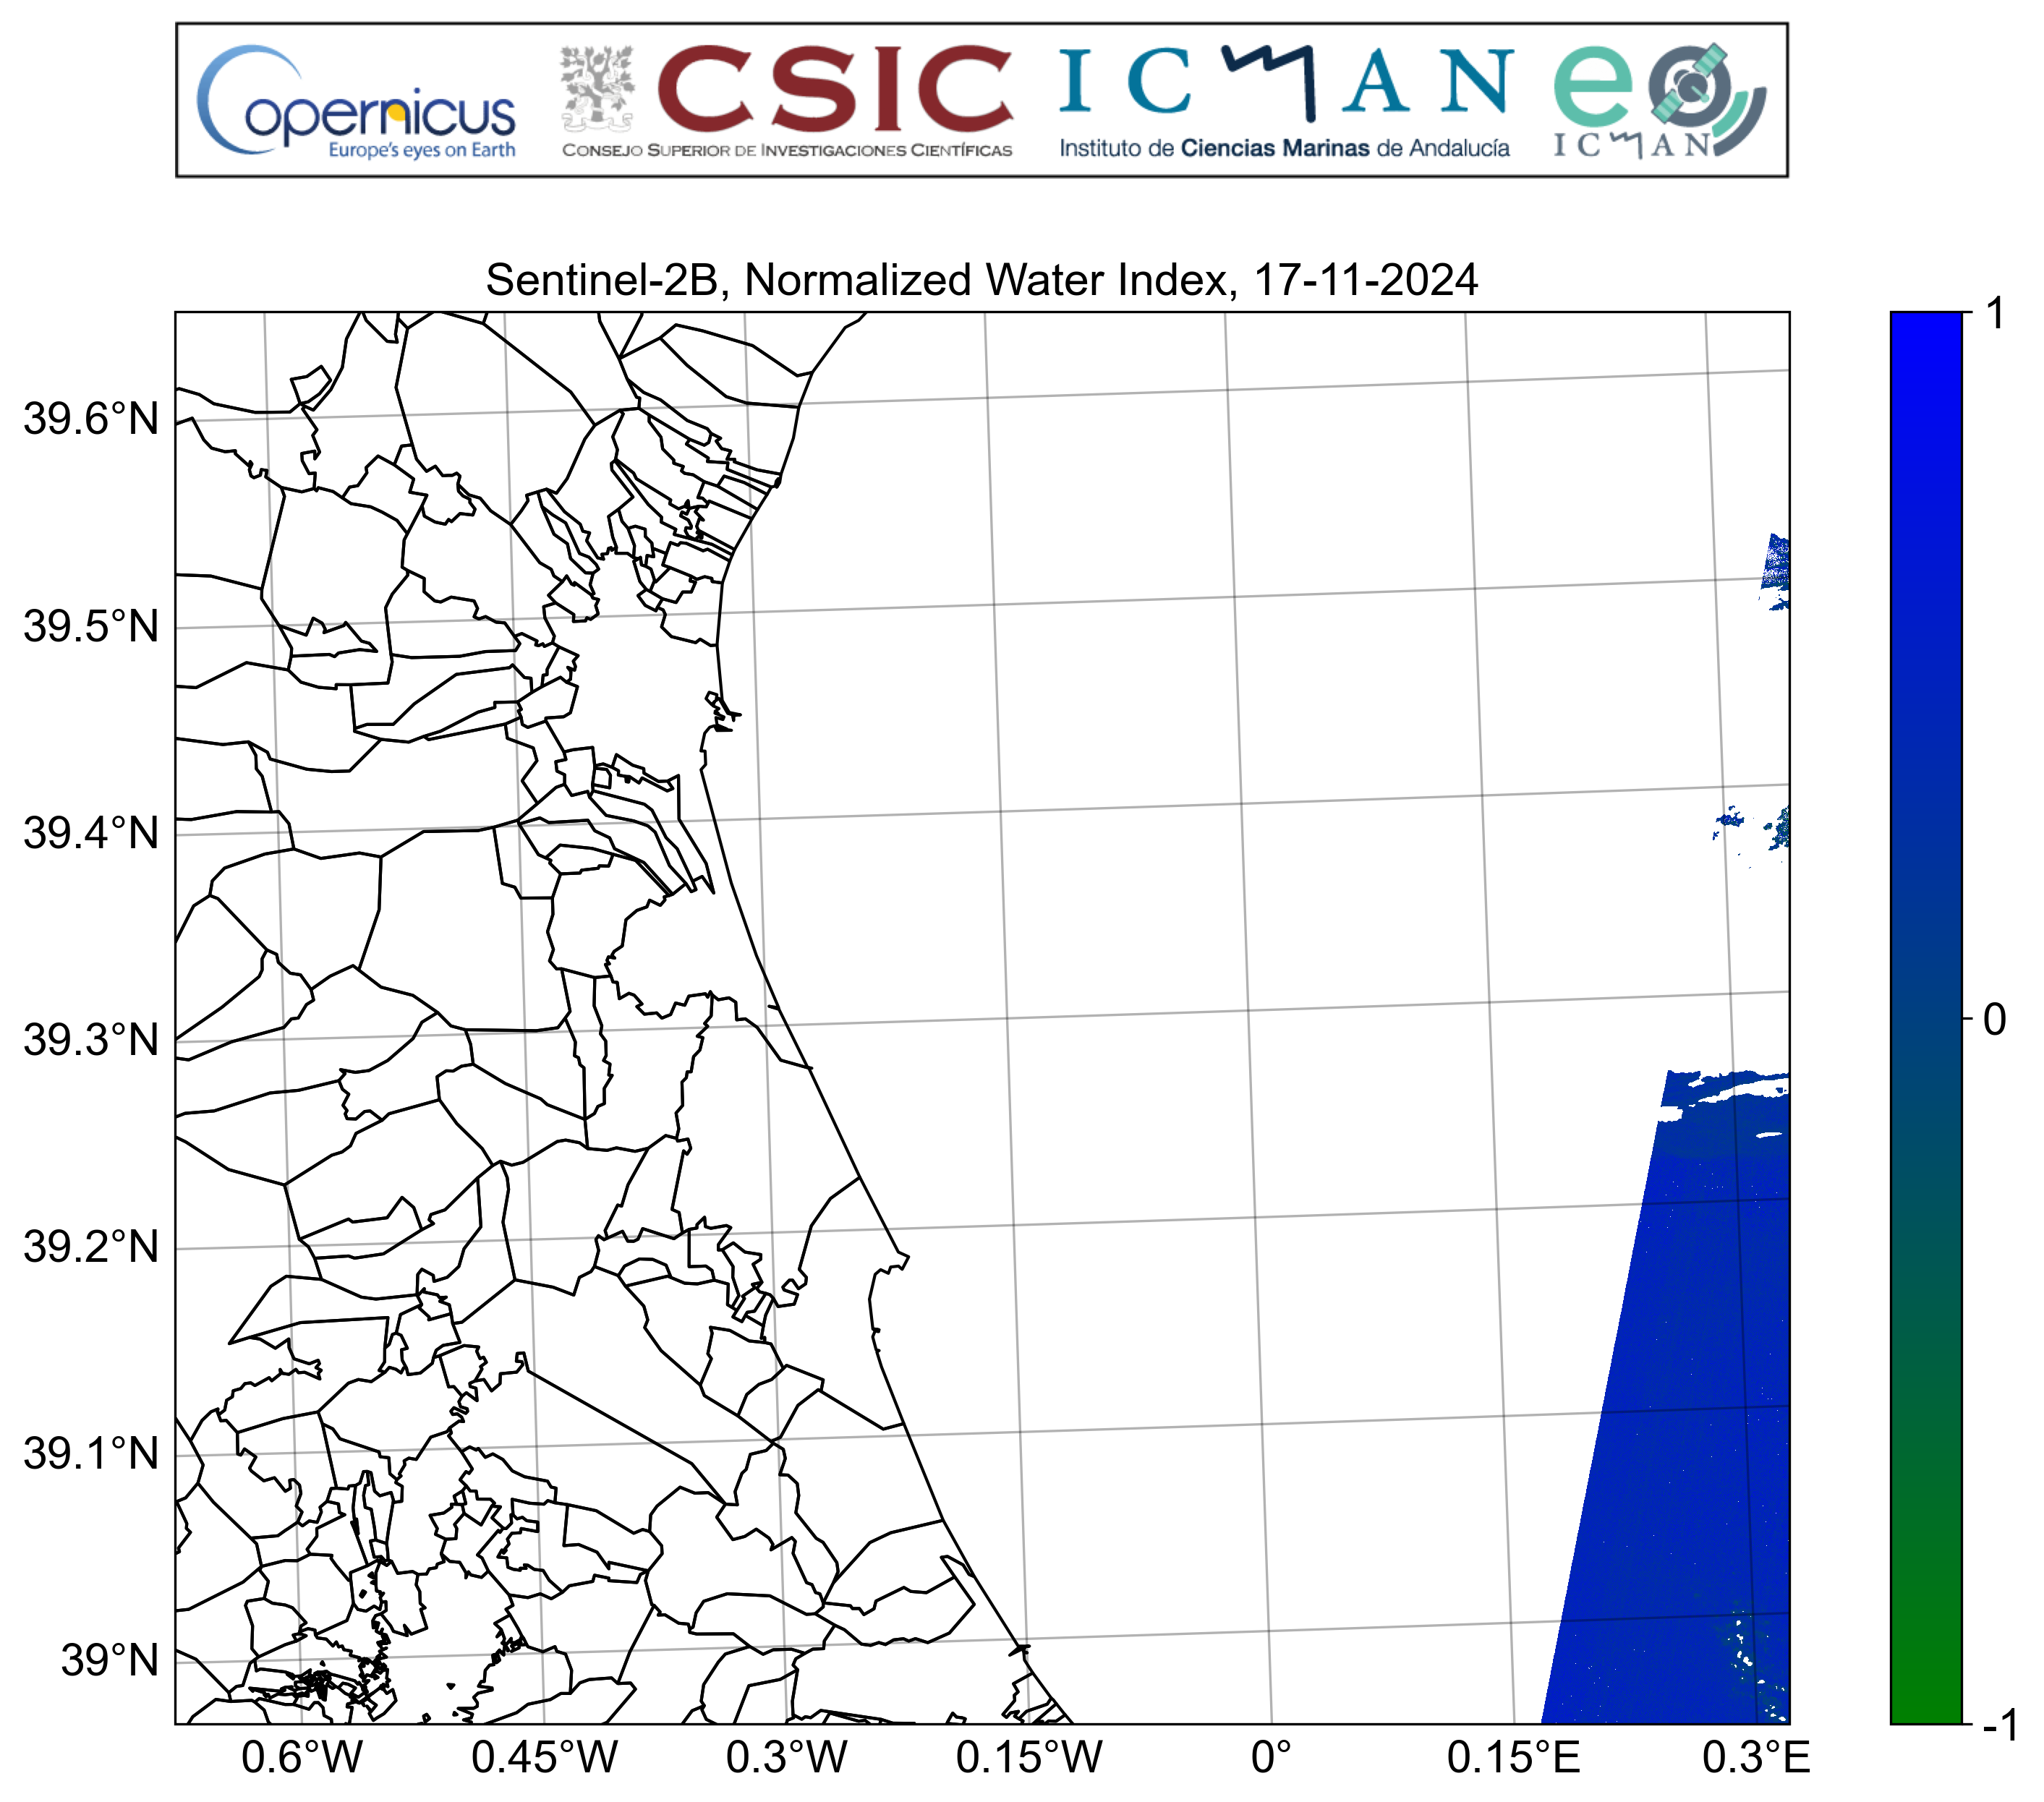 opernicus
Europe's eyes on Earth
CSIC
CONSEJO SUPERIOR DE INVESTIGACIONES CIENTÍFICAS
ICMAN
Instituto de Ciencias Marinas de Andalucía
eo
ICMAN
Sentinel-2B, Normalized Water Index, 17-11-2024
39.6°N
39.5°N
39.4°N
39.3°N
39.2°N
39.1°N
39°N
0.6°W 0.45°W 0.3°W 0.15°W 0° 0.15°E 0.3°E
1
0
-1